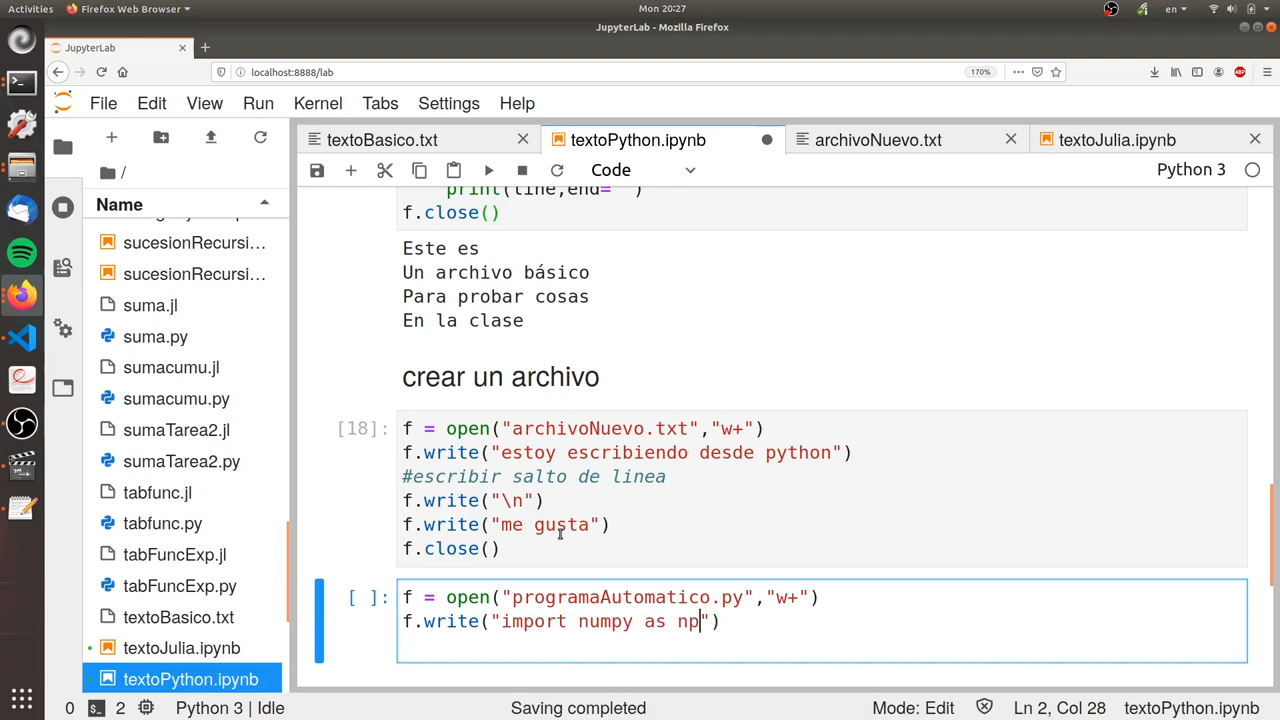 Activities
Firefox Web Browser
Mon 20:27
en
JupyterLab - Mozilla Firefox
JupyterLab
localhost:8888/lab
170%
ABP
File Edit View Run Kernel Tabs Settings Help
textoBasico.txt
textoPython.ipynb
archivoNuevo.txt
textoJulia.ipynb
Code
Python 3
/
Name
sucesionRecursi...
sucesionRecursi...
suma.jl
suma.py
sumacumu.jl
sumacumu.py
sumaTarea2.jl
sumaTarea2.py
tabfunc.jl
tabfunc.py
tabFuncExp.jl
tabFuncExp.py
textoBasico.txt
textoJulia.ipynb
textoPython.ipynb
print(line,end=" )
f.close()
Este es
Un archivo básico
Para probar cosas
En la clase
crear un archivo
[18]:
f = open("archivoNuevo.txt","w+")
f.write("estoy escribiendo desde python")
#escribir salto de linea
f.write("\n")
f.write("me gusta")
f.close()
[ ]:
f = open("programaAutomatico.py","w+")
f.write("import numpy as np")
0
$_
2
Python 3 | Idle
Saving completed
Mode: Edit
Ln 2, Col 28
textoPython.ipynb